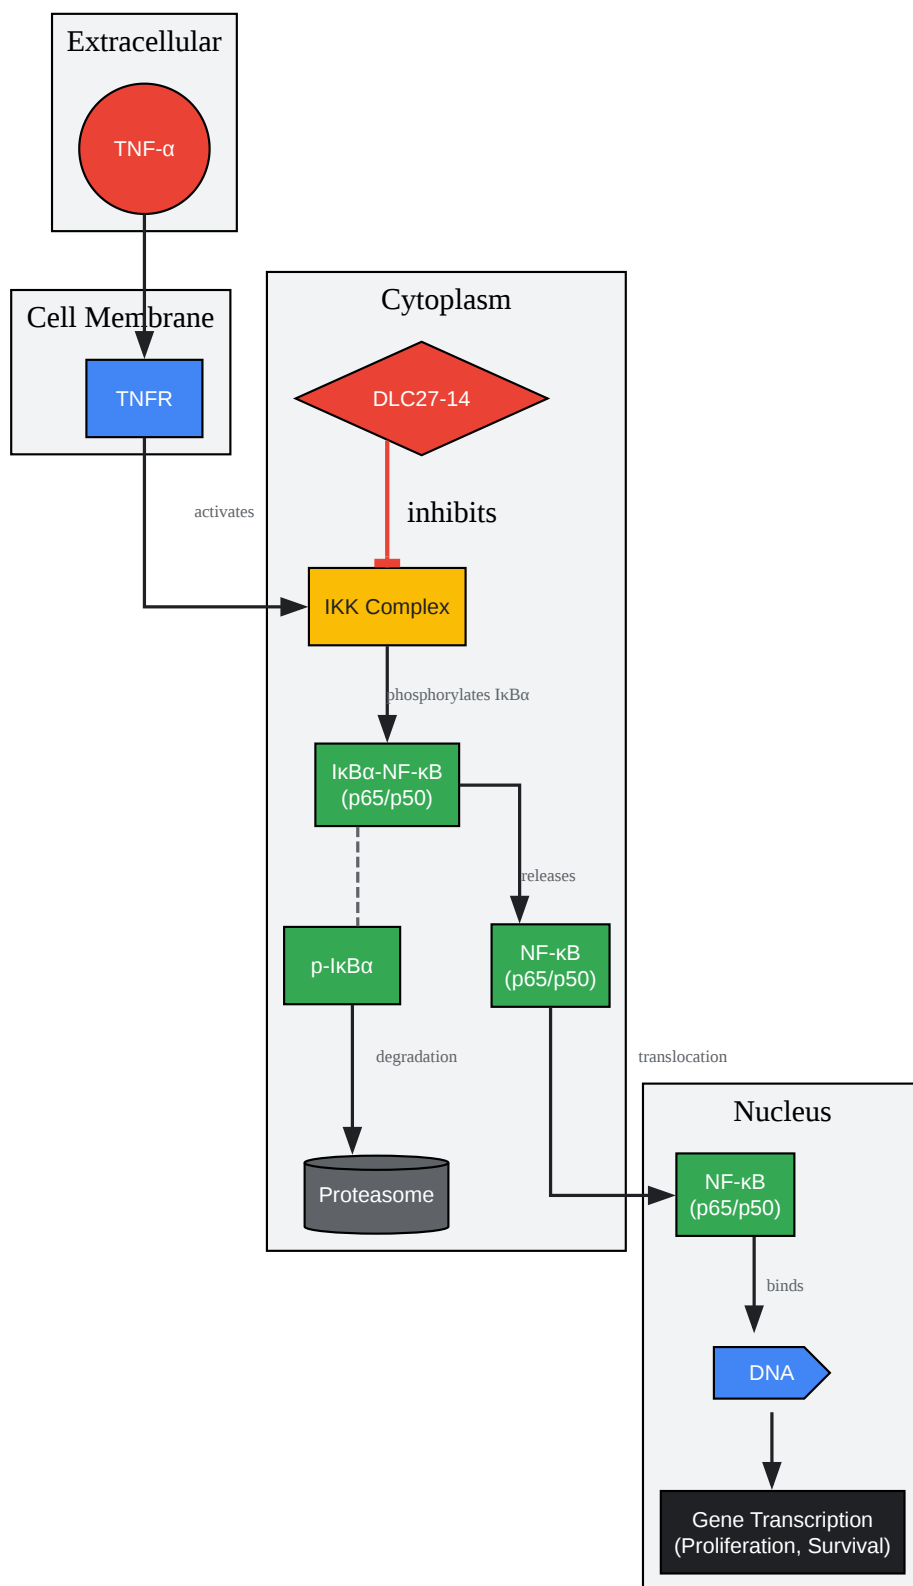 Extracellular
TNF-α
Cell Membrane
TNFR
activates
Cytoplasm
DLC27-14
inhibits
IKK Complex
phosphorylates IκBα
IκBα-NF-κB
(p65/p50)
releases
p-IκBα
NF-κB
(p65/p50)
degradation
translocation
Proteasome
Nucleus
NF-κB
(p65/p50)
binds
DNA
Gene Transcription
(Proliferation, Survival)